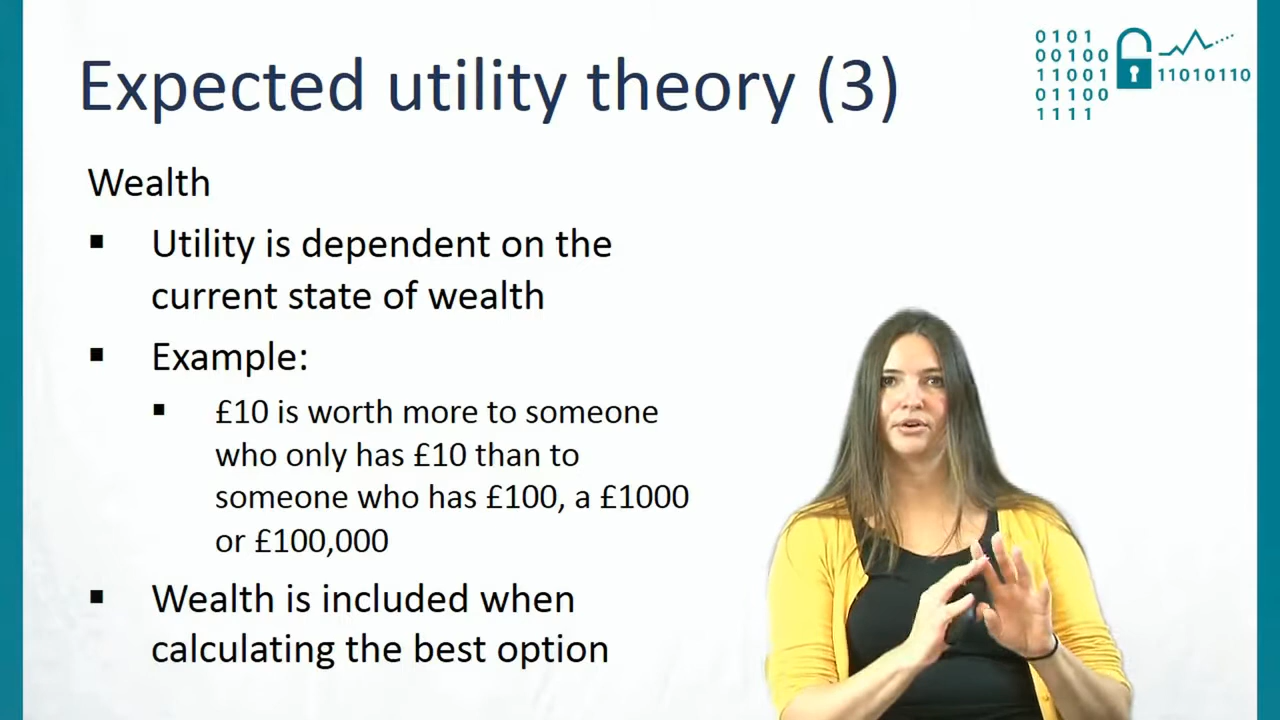 Expected utility theory (3)
0101
00100
11001
01100
1111
11010110
Wealth
▪ Utility is dependent on the
current state of wealth
▪ Example:
▪ £10 is worth more to someone
who only has £10 than to
someone who has £100, a £1000
or £100,000
▪ Wealth is included when
calculating the best option